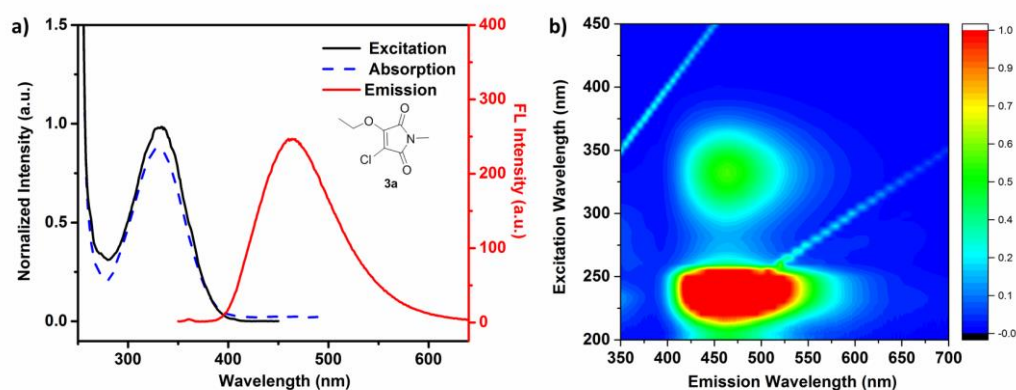 a)
1.5
1.0
0.5
0.0
Normalized Intensity (a.u.)
300
400
500
600
Wavelength (nm)
400
300
200
100
0
FL Intensity (a.u.)
Excitation
Absorption
Emission
O
O
N
Cl
O
3a
b)
450
400
350
300
250
200
Excitation Wavelength (nm)
350
400
450
500
550
600
650
700
Emission Wavelength (nm)
1.0
0.9
0.8
0.7
0.6
0.5
0.4
0.3
0.2
0.1
-0.0